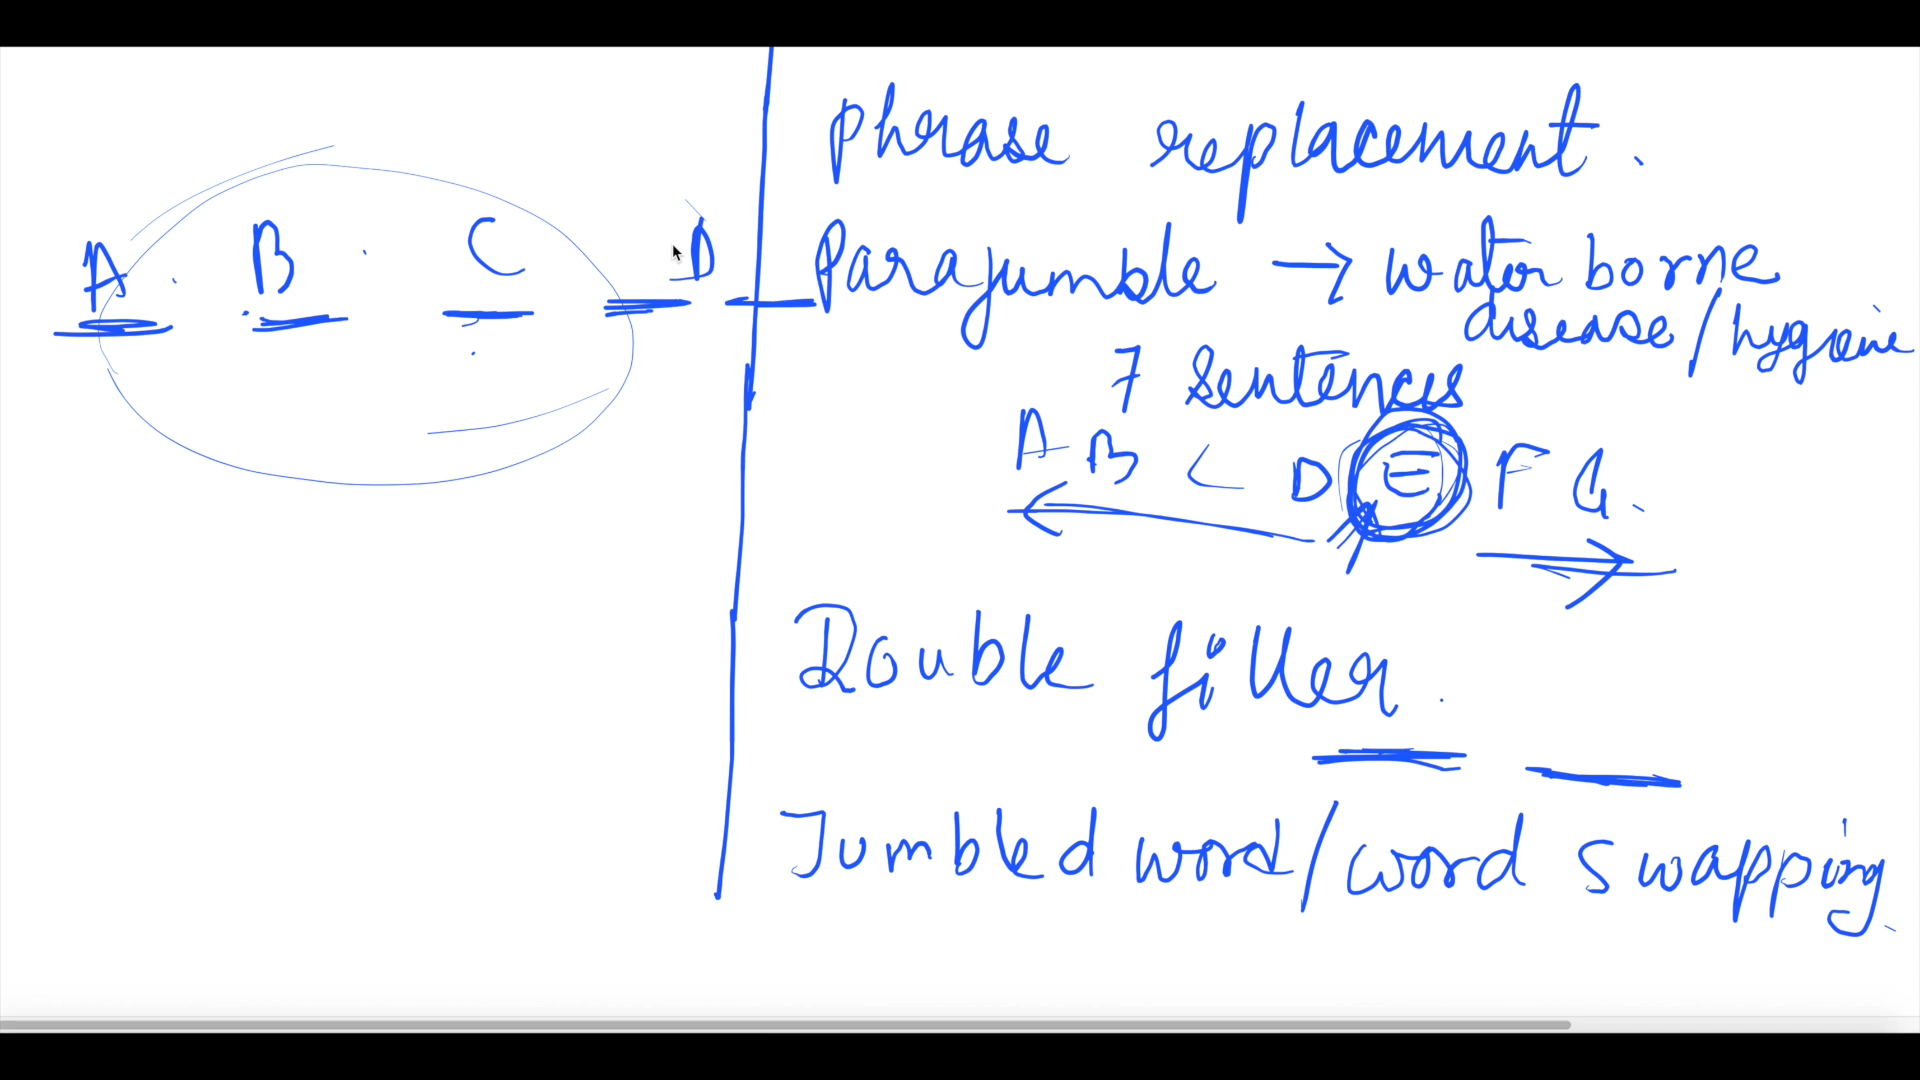 A . B . C D
Phrase replacement.
Parajumble → water borne
disease/hygiene
7 sentences
A B C D E F G.
Double filler.
Jumbled word/word swapping